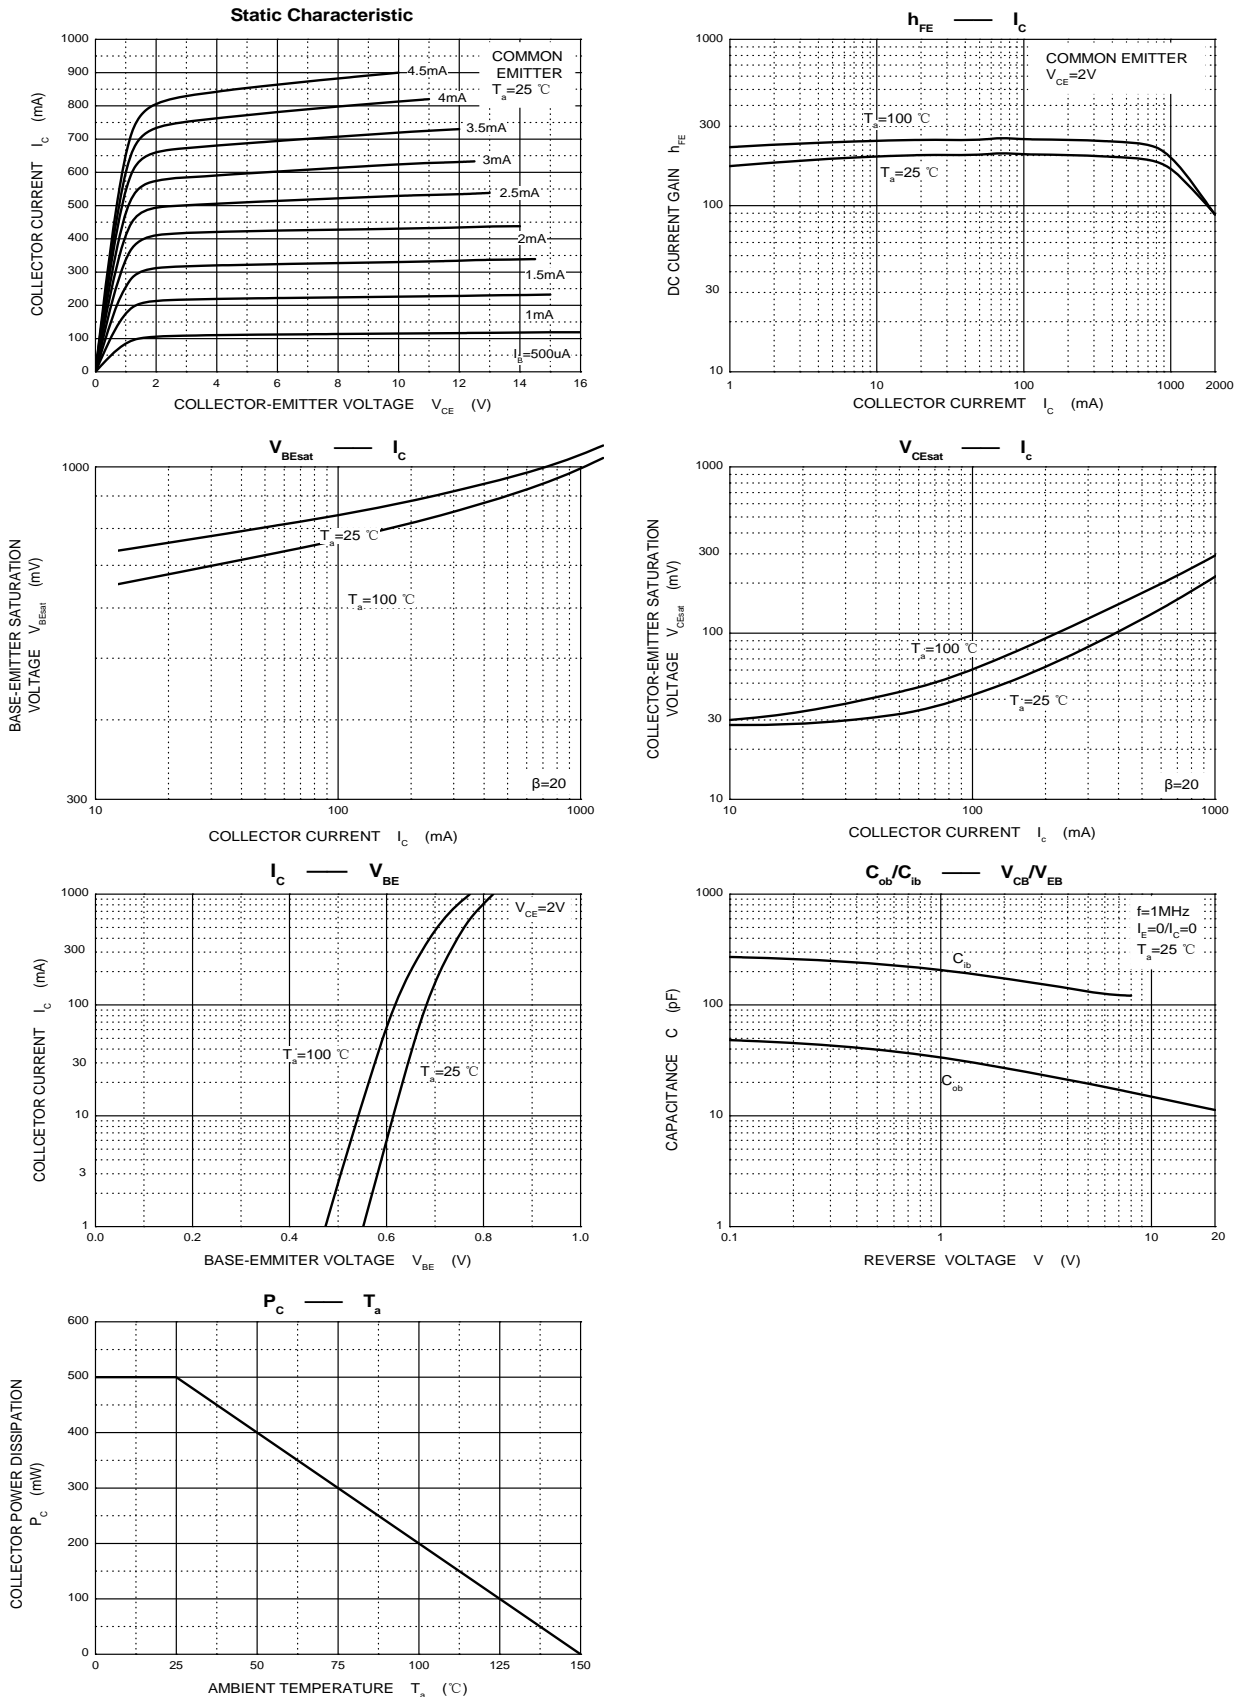 Static Characteristic
COLLECTOR CURRENT I_C (mA)
1000
900
800
700
600
500
400
300
200
100
0
COMMON
EMITTER
T_a=25 ℃
4.5mA
4mA
3.5mA
3mA
2.5mA
2mA
1.5mA
1mA
I_B=500uA
0 2 4 6 8 10 12 14 16
COLLECTOR-EMITTER VOLTAGE V_CE (V)
h_FE —— I_C
DC CURRENT GAIN h_FE
1000
300
100
30
10
COMMON EMITTER
V_CE=2V
T_a=100 ℃
T_a=25 ℃
1 10 100 1000 2000
COLLECTOR CURREMT I_C (mA)
V_BEsat —— I_C
BASE-EMITTER SATURATION
VOLTAGE V_BEsat (mV)
1000
300
T_a=25 ℃
T_a=100 ℃
β=20
10 100 1000
COLLECTOR CURRENT I_c (mA)
V_CEsat —— I_c
COLLECTOR-EMITTER SATURATION
VOLTAGE V_CEsat (mV)
1000
300
100
30
10
T_a=100 ℃
T_a=25 ℃
β=20
10 100 1000
COLLECTOR CURRENT I_c (mA)
I_C —— V_BE
COLLCETOR CURRENT I_C (mA)
1000
300
100
30
10
3
1
V_CE=2V
T_a=100 ℃
T_a=25 ℃
0.0 0.2 0.4 0.6 0.8 1.0
BASE-EMMITER VOLTAGE V_BE (V)
C_ob/C_ib —— V_CB/V_EB
CAPACITANCE C (pF)
1000
100
10
1
f=1MHz
I_E=0/I_C=0
T_a=25 ℃
C_ib
C_ob
0.1 1 10 20
REVERSE VOLTAGE V (V)
P_C —— T_a
COLLECTOR POWER DISSIPATION
P_C (mW)
600
500
400
300
200
100
0
0 25 50 75 100 125 150
AMBIENT TEMPERATURE T_a (℃)